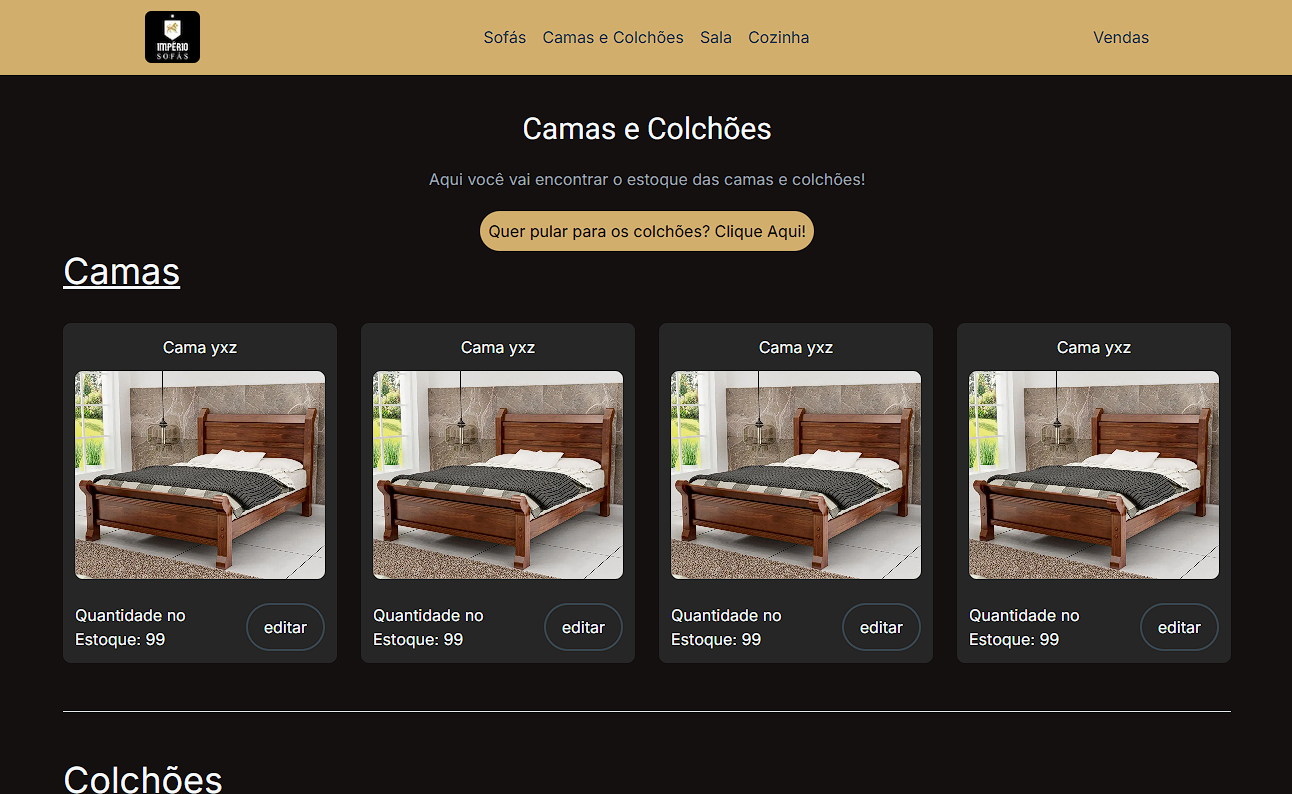 IMPÉRIO
SOFÁS
Sofás Camas e Colchões Sala Cozinha Vendas
Camas e Colchões
Aqui você vai encontrar o estoque das camas e colchões!
Quer pular para os colchões? Clique Aqui!
Camas
Cama yxz
Quantidade no
Estoque: 99
editar
Cama yxz
Quantidade no
Estoque: 99
editar
Cama yxz
Quantidade no
Estoque: 99
editar
Cama yxz
Quantidade no
Estoque: 99
editar
Colchões